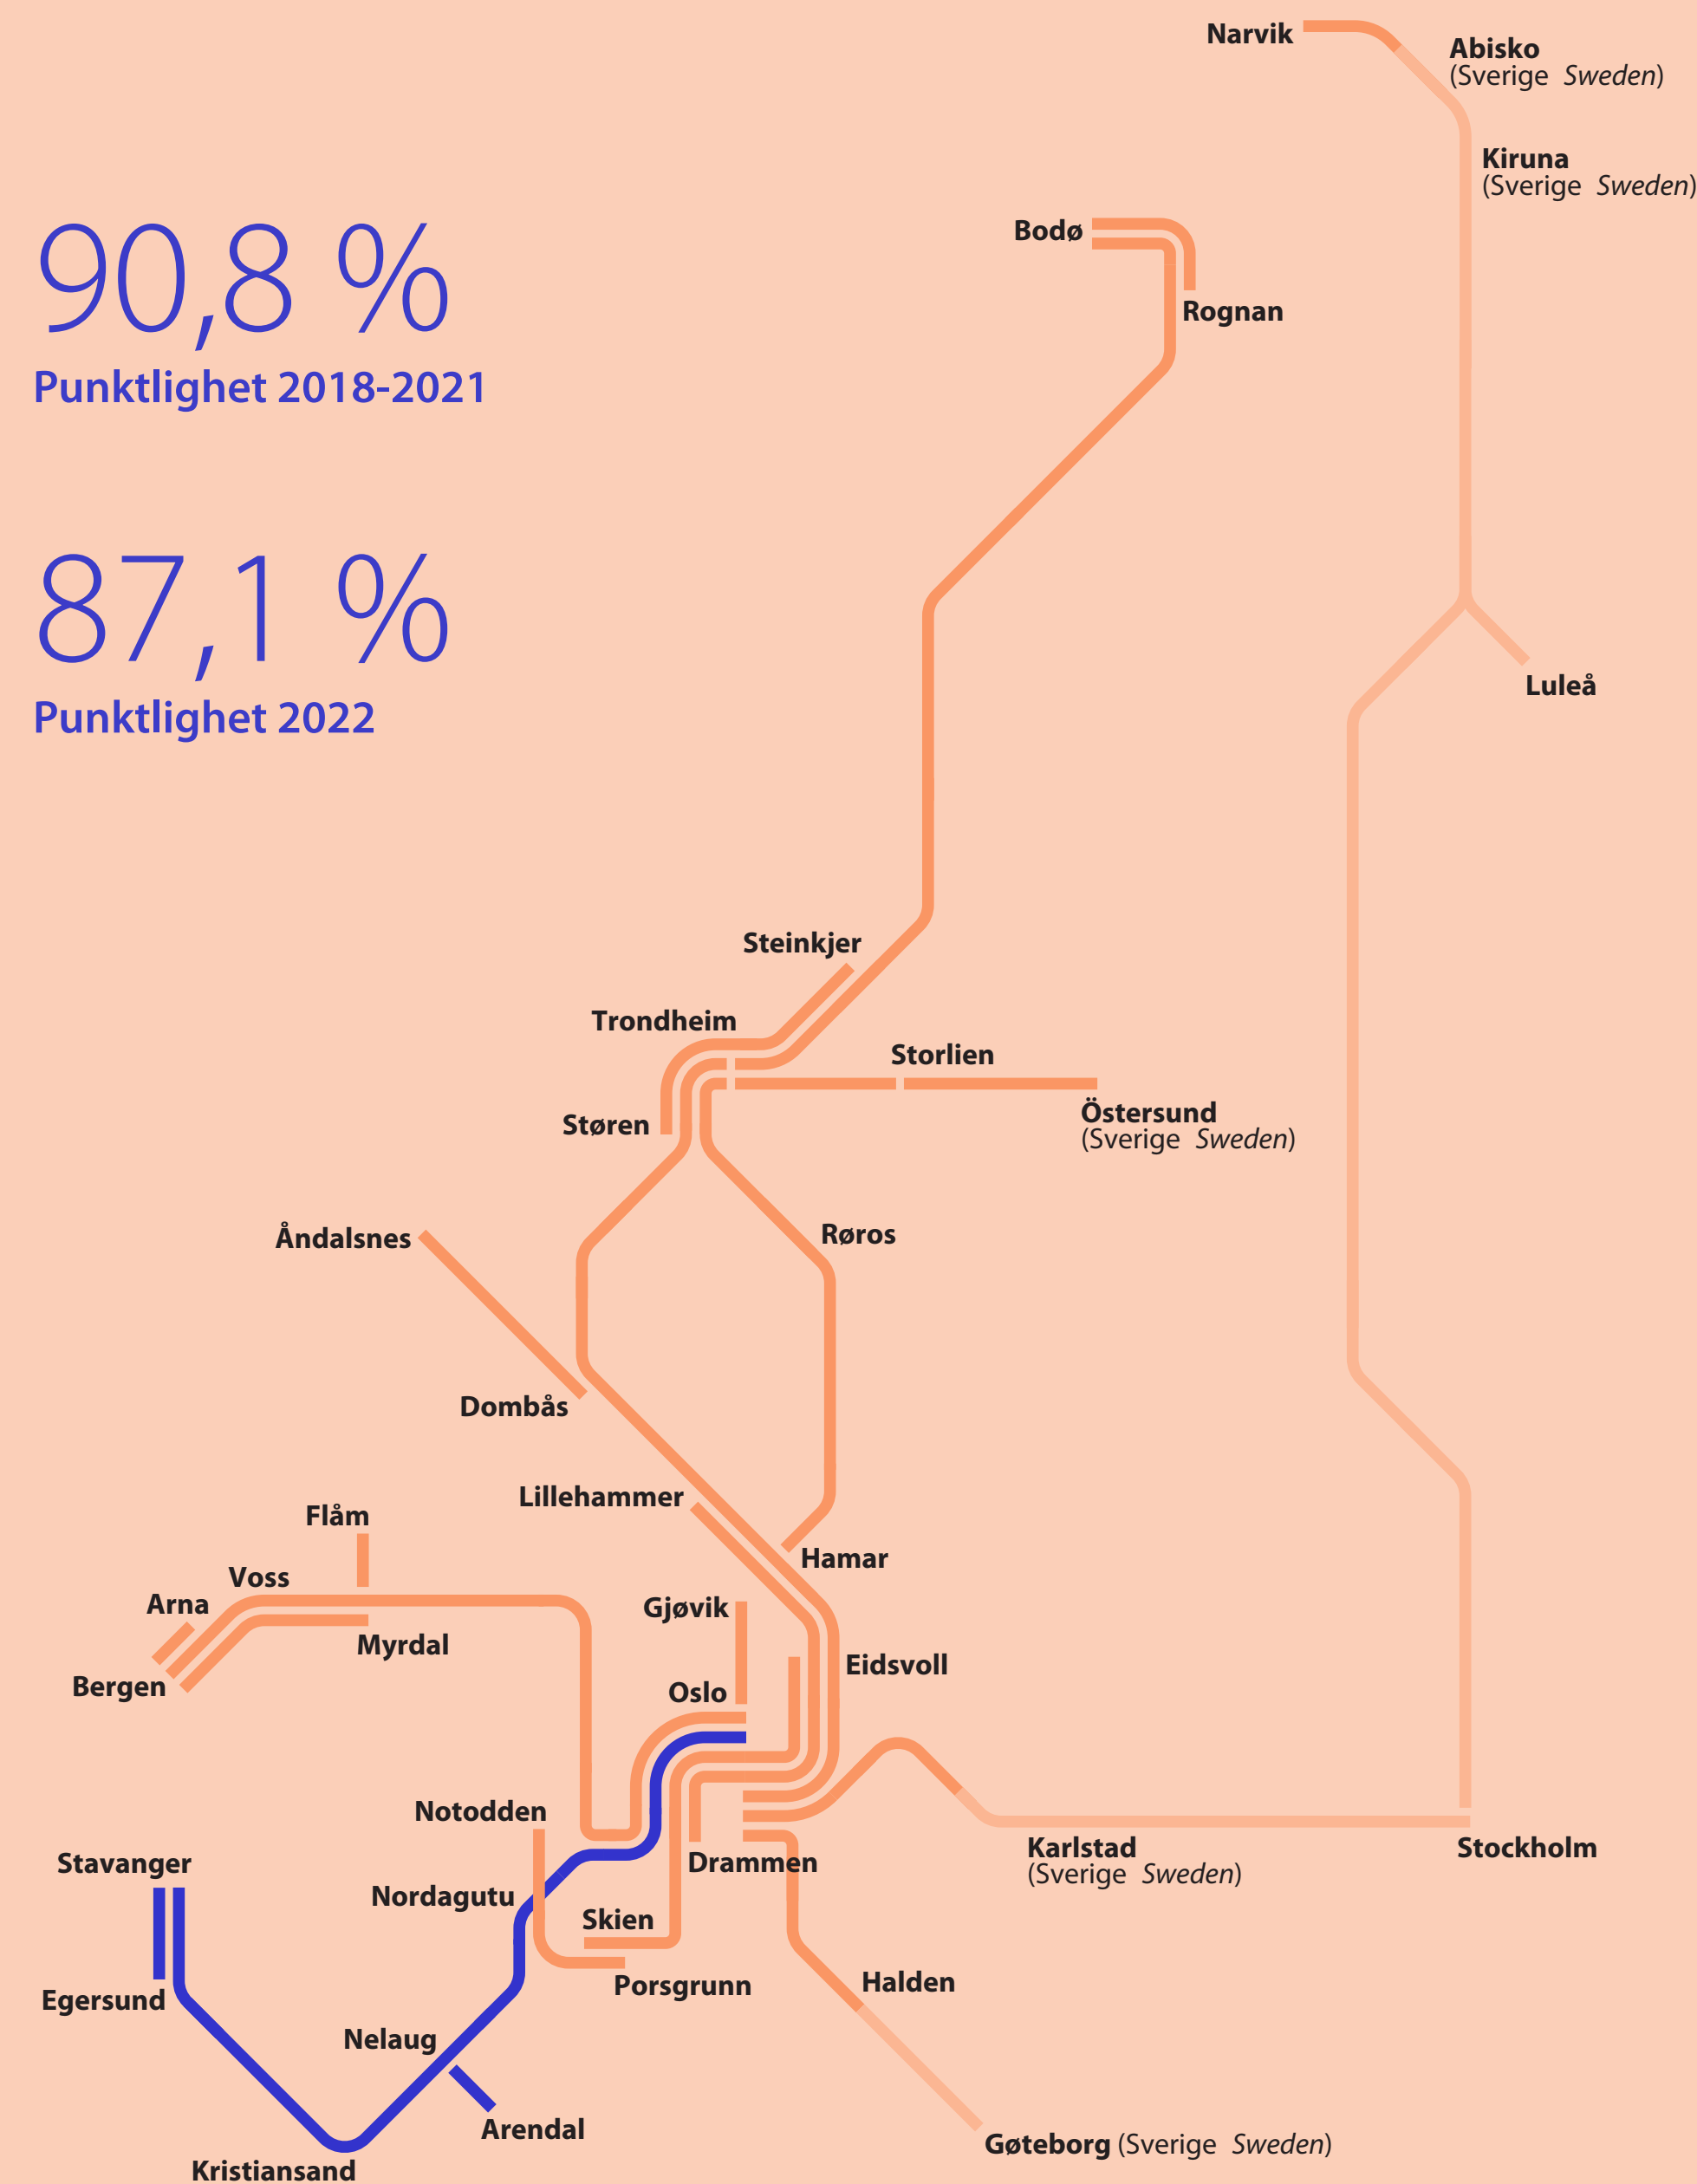 Narvik
Abisko
(Sverige Sweden)
Kiruna
(Sverige Sweden)
90,8 %
Punktlighet 2018-2021
Bodø
Rognan
87,1 %
Punktlighet 2022
Luleå
Steinkjer
Trondheim
Storlien
Östersund
(Sverige Sweden)
Støren
Røros
Åndalsnes
Dombås
Lillehammer
Flåm
Hamar
Voss
Arna
Gjøvik
Myrdal
Eidsvoll
Bergen
Oslo
Notodden
Karlstad
(Sverige Sweden)
Stockholm
Drammen
Stavanger
Nordagutu
Skien
Halden
Porsgrunn
Egersund
Nelaug
Arendal
Gøteborg (Sverige Sweden)
Kristiansand